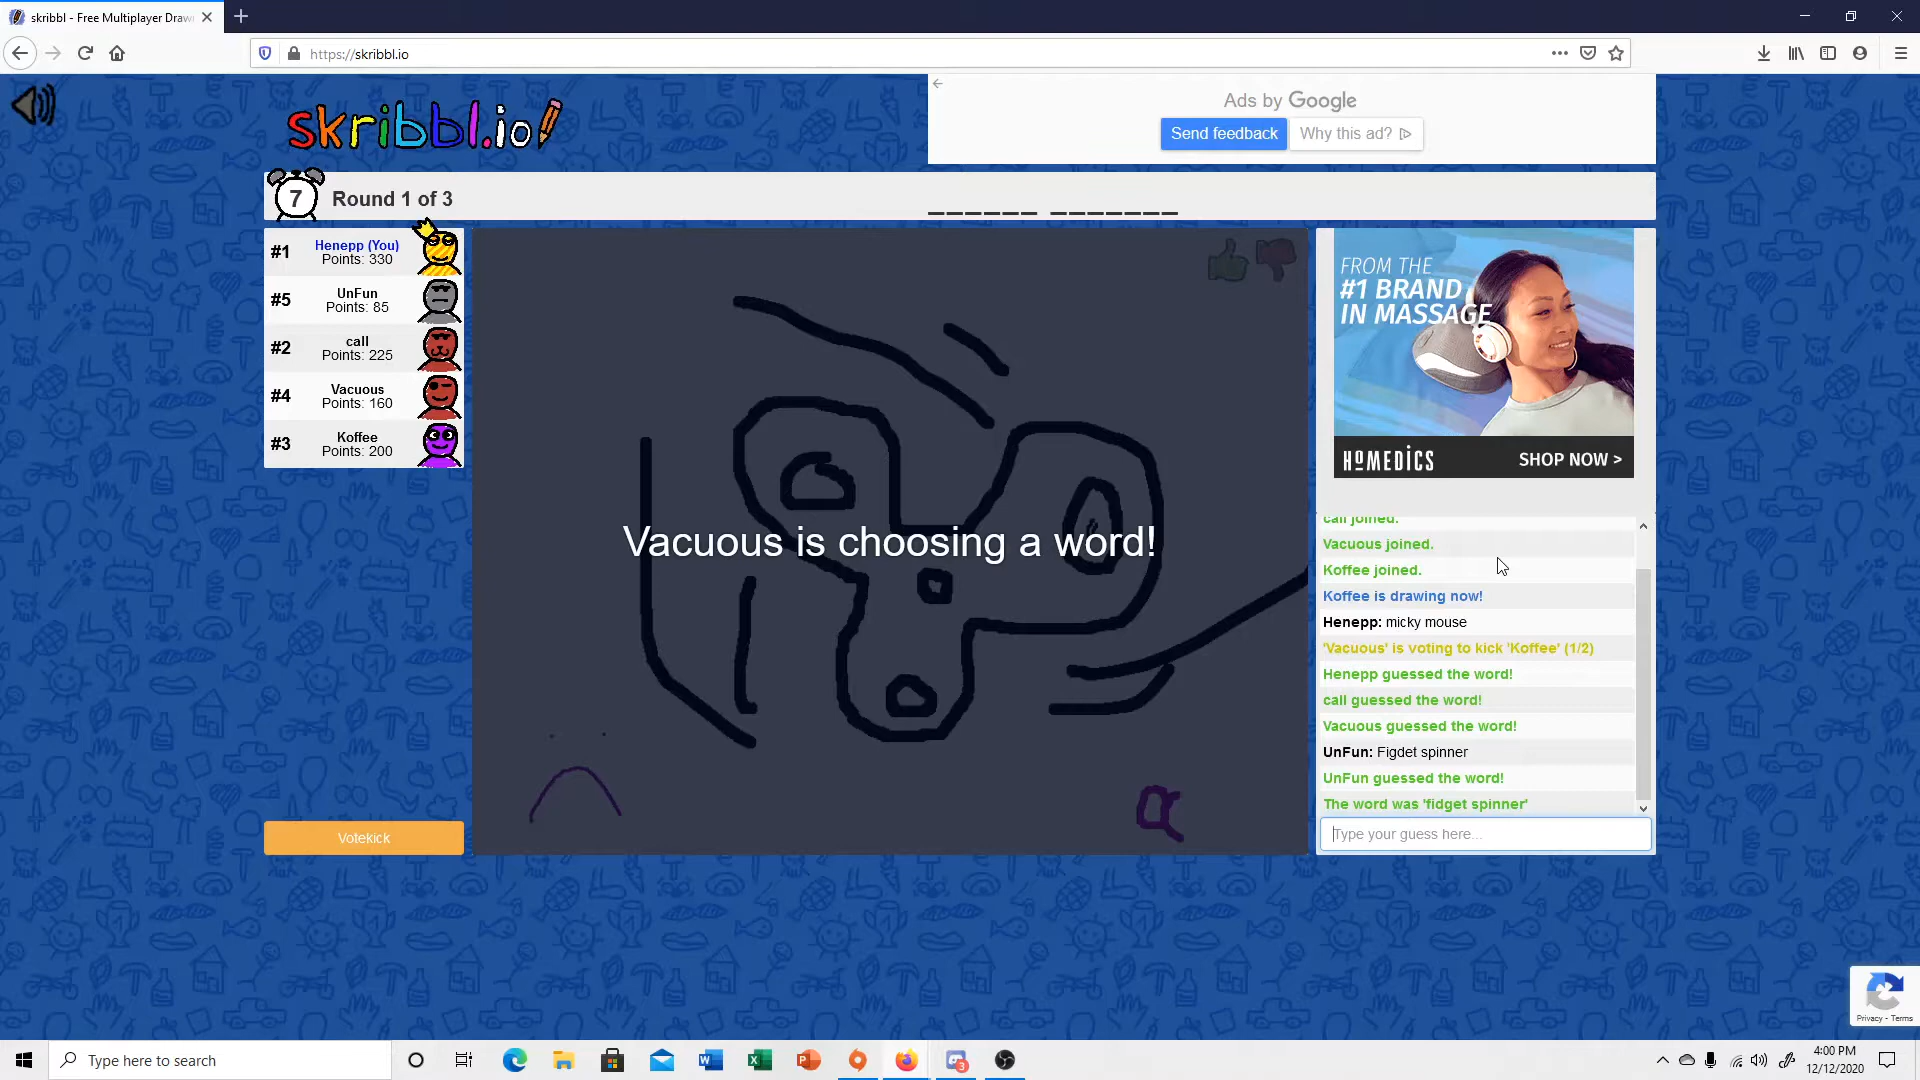 skribbl - Free Multiplayer Draw
https://skribbl.io
skribbl.io
Ads by Google
Send feedback
Why this ad?
7
Round 1 of 3
______ _______
#1
Henepp (You)
Points: 330
#5
UnFun
Points: 85
#2
call
Points: 225
#4
Vacuous
Points: 160
#3
Koffee
Points: 200
Votekick
Vacuous is choosing a word!
FROM THE
#1 BRAND
IN MASSAGE
HOMEDICS
SHOP NOW >
call joined.
Vacuous joined.
Koffee joined.
Koffee is drawing now!
Henepp: micky mouse
'Vacuous' is voting to kick 'Koffee' (1/2)
Henepp guessed the word!
call guessed the word!
Vacuous guessed the word!
UnFun: Figdet spinner
UnFun guessed the word!
The word was 'fidget spinner'
Type your guess here...
Privacy - Terms
Type here to search
3
4:00 PM
12/12/2020